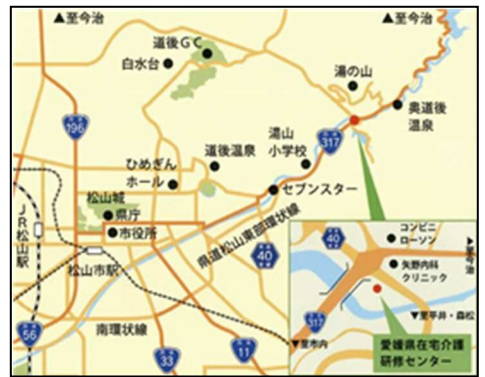 ▲至今治
▲至今治
道後GC
白水台
湯の山
奥道後
温泉
196
湯山
小学校
317
道後温泉
ひめぎん
ホール
セブンスター
松山城
県庁
市役所
JR松山駅
松山市駅
県道松山東部環状線
40
南環状線
56
33
11
40
コンビニ
ローソン
▲至今治
矢野内科
クリニック
317
▼至平井・森松
▼至市内
愛媛県在宅介護
研修センター